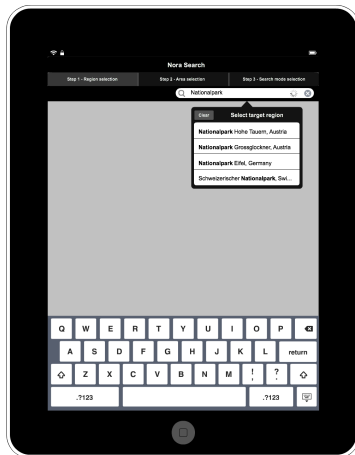 Nora Search
Step 1 - Region selection Step 2 - Area selection Step 3 - Search mode selection
Nationalpark
Clear Select target region
Nationalpark Hohe Tauern, Austria
Nationalpark Grossglockner, Austria
Nationalpark Eifel, Germany
Schweizerischer Nationalpark, Swi...
Q W E R T Y U I O P
A S D F G H J K L return
Z X C V B N M ! , ? .
.?123 .?123